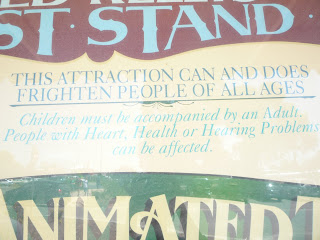 ST · STAND ·
THIS ATTRACTION CAN AND DOES
FRIGHTEN PEOPLE OF ALL AGES
Children must be accompanied by an Adult.
People with Heart, Health or Hearing Problems
can be affected.
ANIMATED T